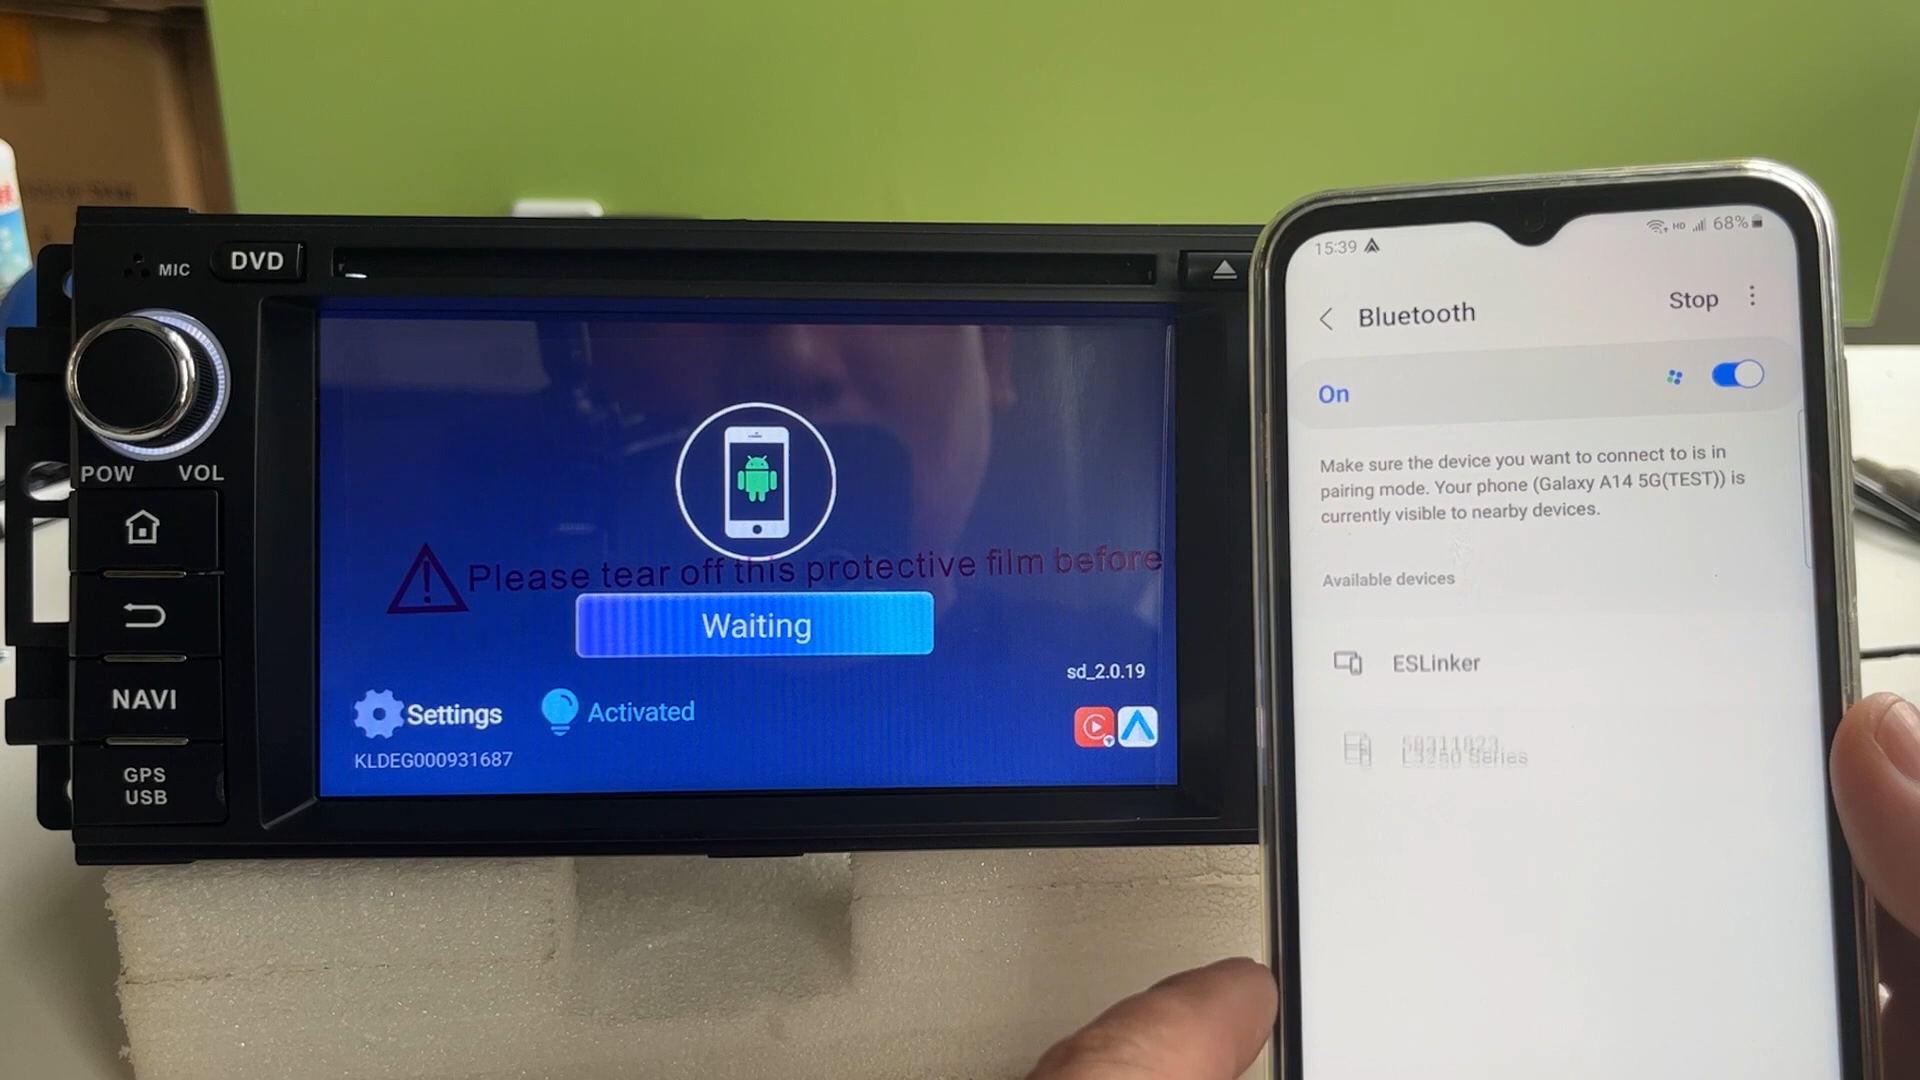 MIC
DVD
POW VOL
NAVI
GPS
USB
Please tear off this protective film before
Waiting
sd_2.0.19
Settings
Activated
KLDEG000931687
15:39
HD
68%
Bluetooth
Stop
On
Make sure the device you want to connect to is in
pairing mode. Your phone (Galaxy A14 5G(TEST)) is
currently visible to nearby devices.
Available devices
ESLinker
Series